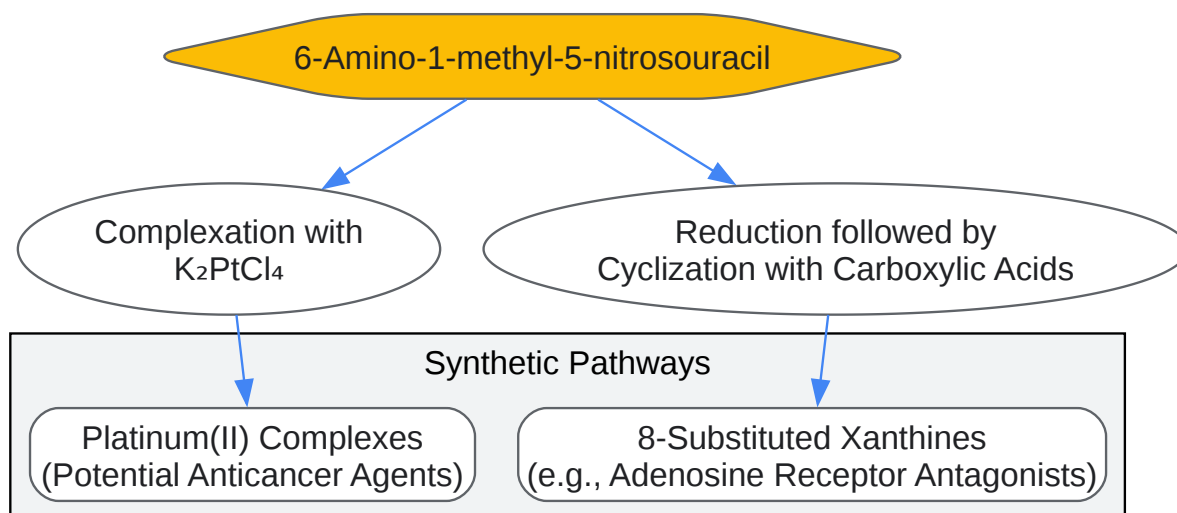 6-Amino-1-methyl-5-nitrosouracil
Complexation with
K₂PtCl₄
Reduction followed by
Cyclization with Carboxylic Acids
Synthetic Pathways
Platinum(II) Complexes
(Potential Anticancer Agents)
8-Substituted Xanthines
(e.g., Adenosine Receptor Antagonists)